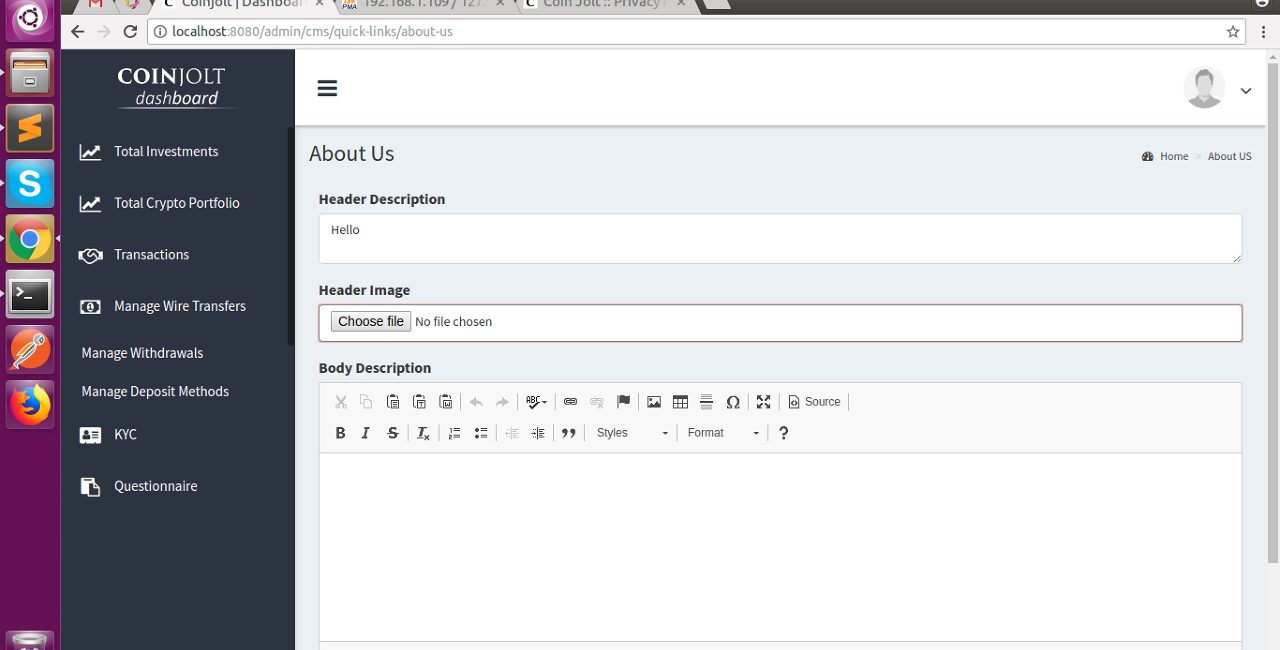 Coinjolt | Dashboar
192.168.1.109 / 127.
Coin Jolt :: Privacy P
localhost:8080/admin/cms/quick-links/about-us
COINJOLT
dashboard
Total Investments
Total Crypto Portfolio
Transactions
Manage Wire Transfers
Manage Withdrawals
Manage Deposit Methods
KYC
Questionnaire
About Us
Home > About US
Header Description
Hello
Header Image
Choose file No file chosen
Body Description
ABC
Source
B I S
Styles
Format
?